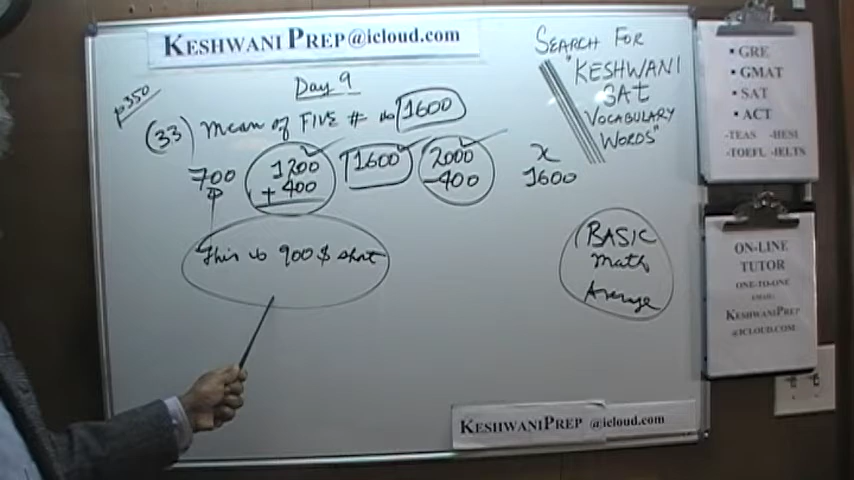 KESHWANI PREP@icloud.com
Day 9
p350
(33) Mean of FIVE # is 1600
700 1200 1600 2000 x
+400 -400 1600
This is 900 $ short
SEARCH FOR
"KESHWANI
SAT
VOCABULARY
WORDS"
BASIC
Math
Average
• GRE
• GMAT
• SAT
• ACT
-TEAS -HESI
-TOEFL -IELTS
ON-LINE
TUTOR
ONE-TO-ONE
EMAIL:
KESHWANIPREP
@ICLOUD.COM
KESHWANIPREP @icloud.com